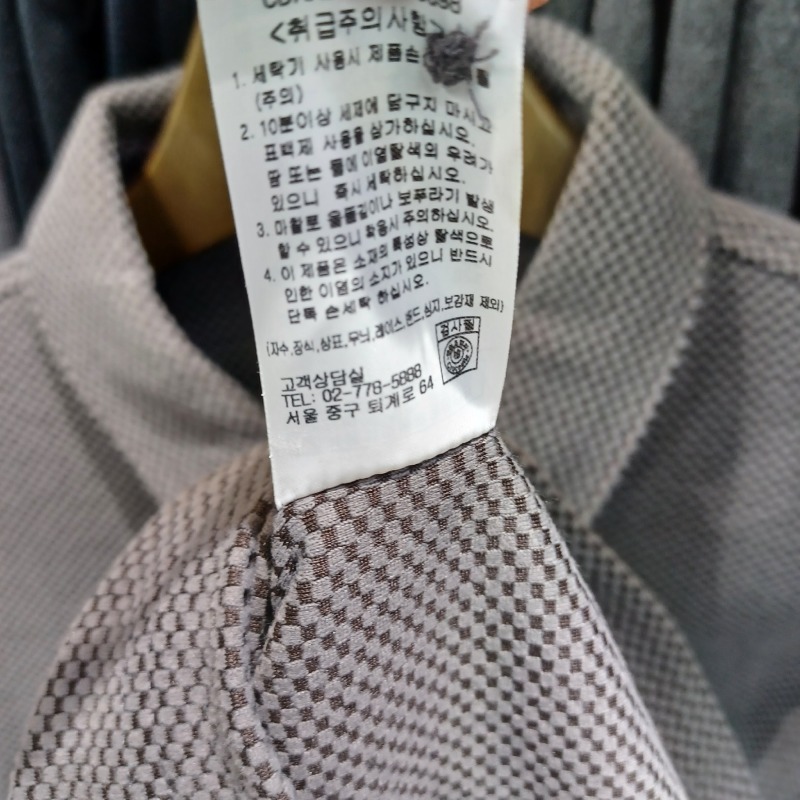 <취급주의사항>
1. 세탁기 사용시 제품손
(주의)
2. 10분이상 세제에 담구지 마시고
표백제 사용을 삼가하십시오.
땀 또는 물에 이염탈색의 우려가
있으니 즉시세탁하십시오.
3. 마찰로 올풀림이나 보푸라기 발생
할 수 있으니 착용시 주의하십시오.
4. 이 제품은 소재의 특성상 탈색으로
인한 이염의 소지가 있으니 반드시
단독 손세탁 하십시오.
(자수,장식,상표,무늬,레이스,밴드,심지,보강재 제외)
검사필
고객상담실
TEL: 02-778-5888
서울 중구 퇴계로 64